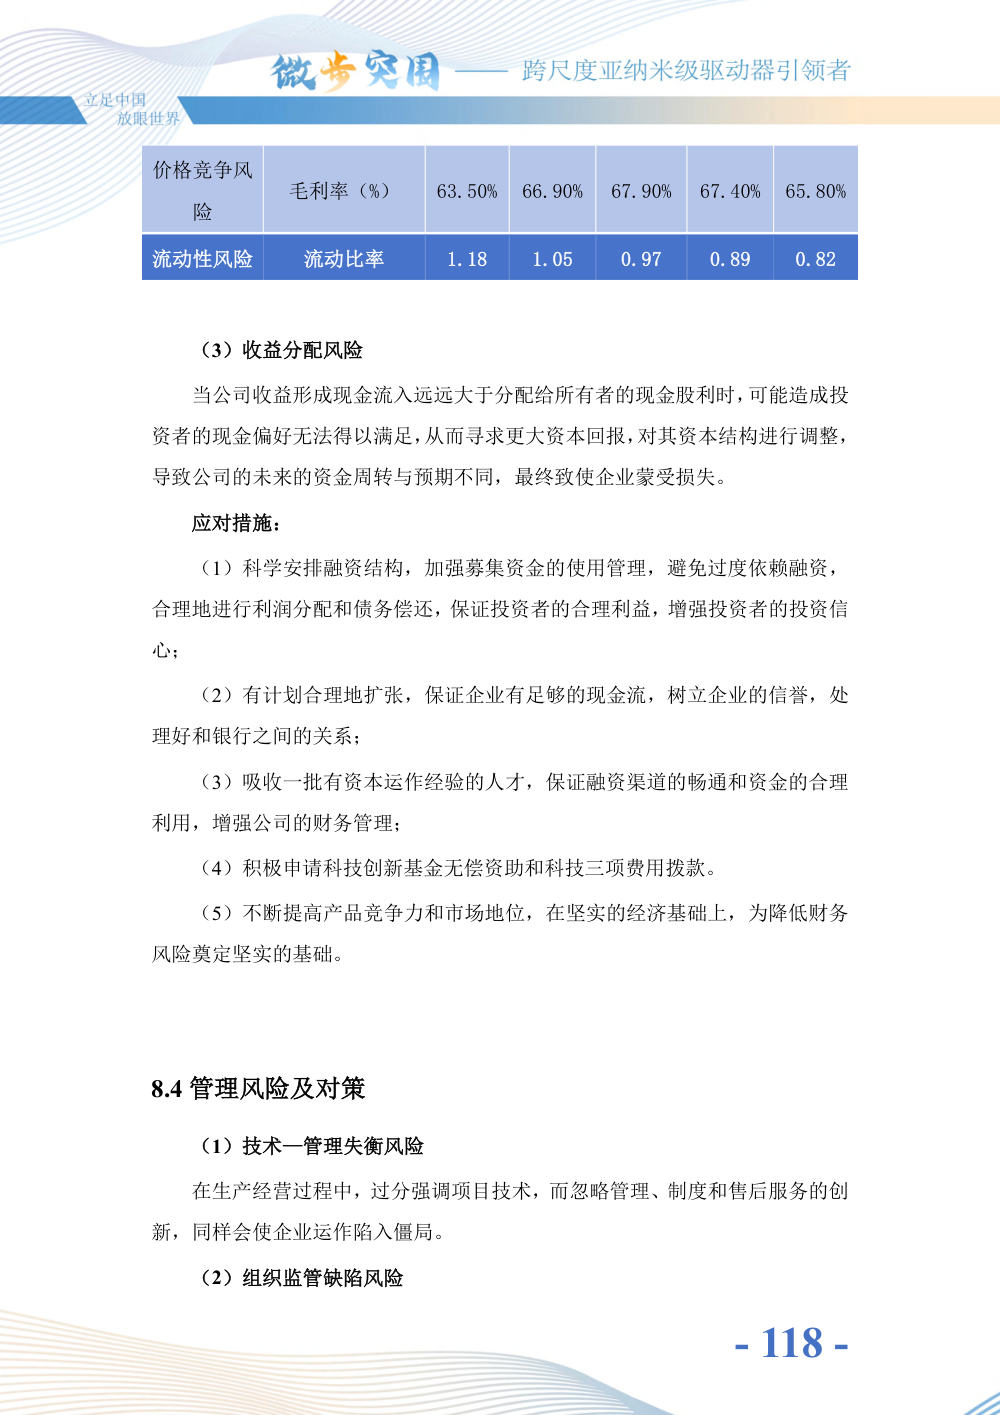 微步突围 —— 跨尺度亚纳米级驱动器引领者
立足中国
放眼世界
价格竞争风险 毛利率（%） 63.50% 66.90% 67.90% 67.40% 65.80%
流动性风险 流动比率 1.18 1.05 0.97 0.89 0.82
（3）收益分配风险
当公司收益形成现金流入远远大于分配给所有者的现金股利时，可能造成投
资者的现金偏好无法得以满足，从而寻求更大资本回报，对其资本结构进行调整，
导致公司的未来的资金周转与预期不同，最终致使企业蒙受损失。
应对措施：
（1）科学安排融资结构，加强募集资金的使用管理，避免过度依赖融资，
合理地进行利润分配和债务偿还，保证投资者的合理利益，增强投资者的投资信
心；
（2）有计划合理地扩张，保证企业有足够的现金流，树立企业的信誉，处
理好和银行之间的关系；
（3）吸收一批有资本运作经验的人才，保证融资渠道的畅通和资金的合理
利用，增强公司的财务管理；
（4）积极申请科技创新基金无偿资助和科技三项费用拨款。
（5）不断提高产品竞争力和市场地位，在坚实的经济基础上，为降低财务
风险奠定坚实的基础。
8.4 管理风险及对策
（1）技术—管理失衡风险
在生产经营过程中，过分强调项目技术，而忽略管理、制度和售后服务的创
新，同样会使企业运作陷入僵局。
（2）组织监管缺陷风险
- 118 -